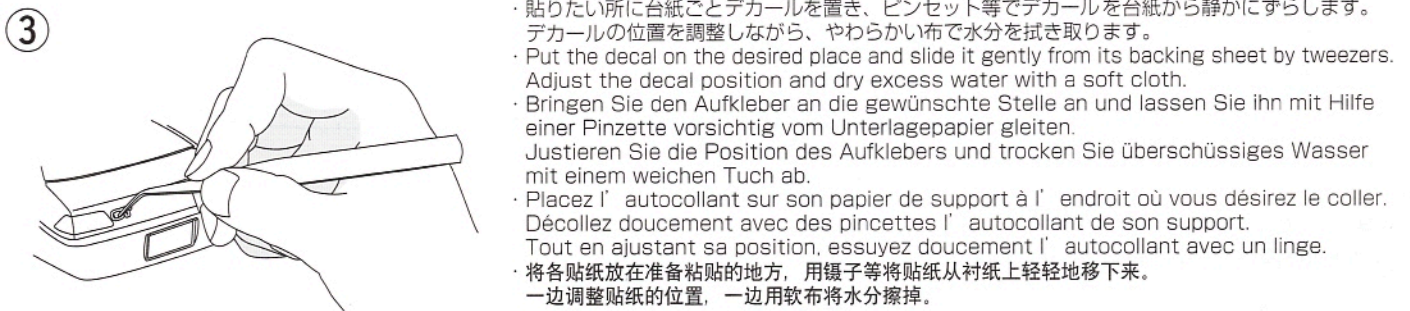 ③
・貼りたい所に台紙ごとデカールを置き、ピンセット等でデカールを台紙から静かにずらします。
デカールの位置を調整しながら、やわらかい布で水分を拭き取ります。
· Put the decal on the desired place and slide it gently from its backing sheet by tweezers.
Adjust the decal position and dry excess water with a soft cloth.
· Bringen Sie den Aufkleber an die gewünschte Stelle an und lassen Sie ihn mit Hilfe
einer Pinzette vorsichtig vom Unterlagepapier gleiten.
Justieren Sie die Position des Aufklebers und trocken Sie überschüssiges Wasser
mit einem weichen Tuch ab.
· Placez l' autocollant sur son papier de support à l' endroit où vous désirez le coller.
Décollez doucement avec des pincettes l' autocollant de son support.
Tout en ajustant sa position, essuyez doucement l' autocollant avec un linge.
· 将各贴纸放在准备粘贴的地方，用镊子等将贴纸从衬纸上轻轻地移下来。
一边调整贴纸的位置，一边用软布将水分擦掉。